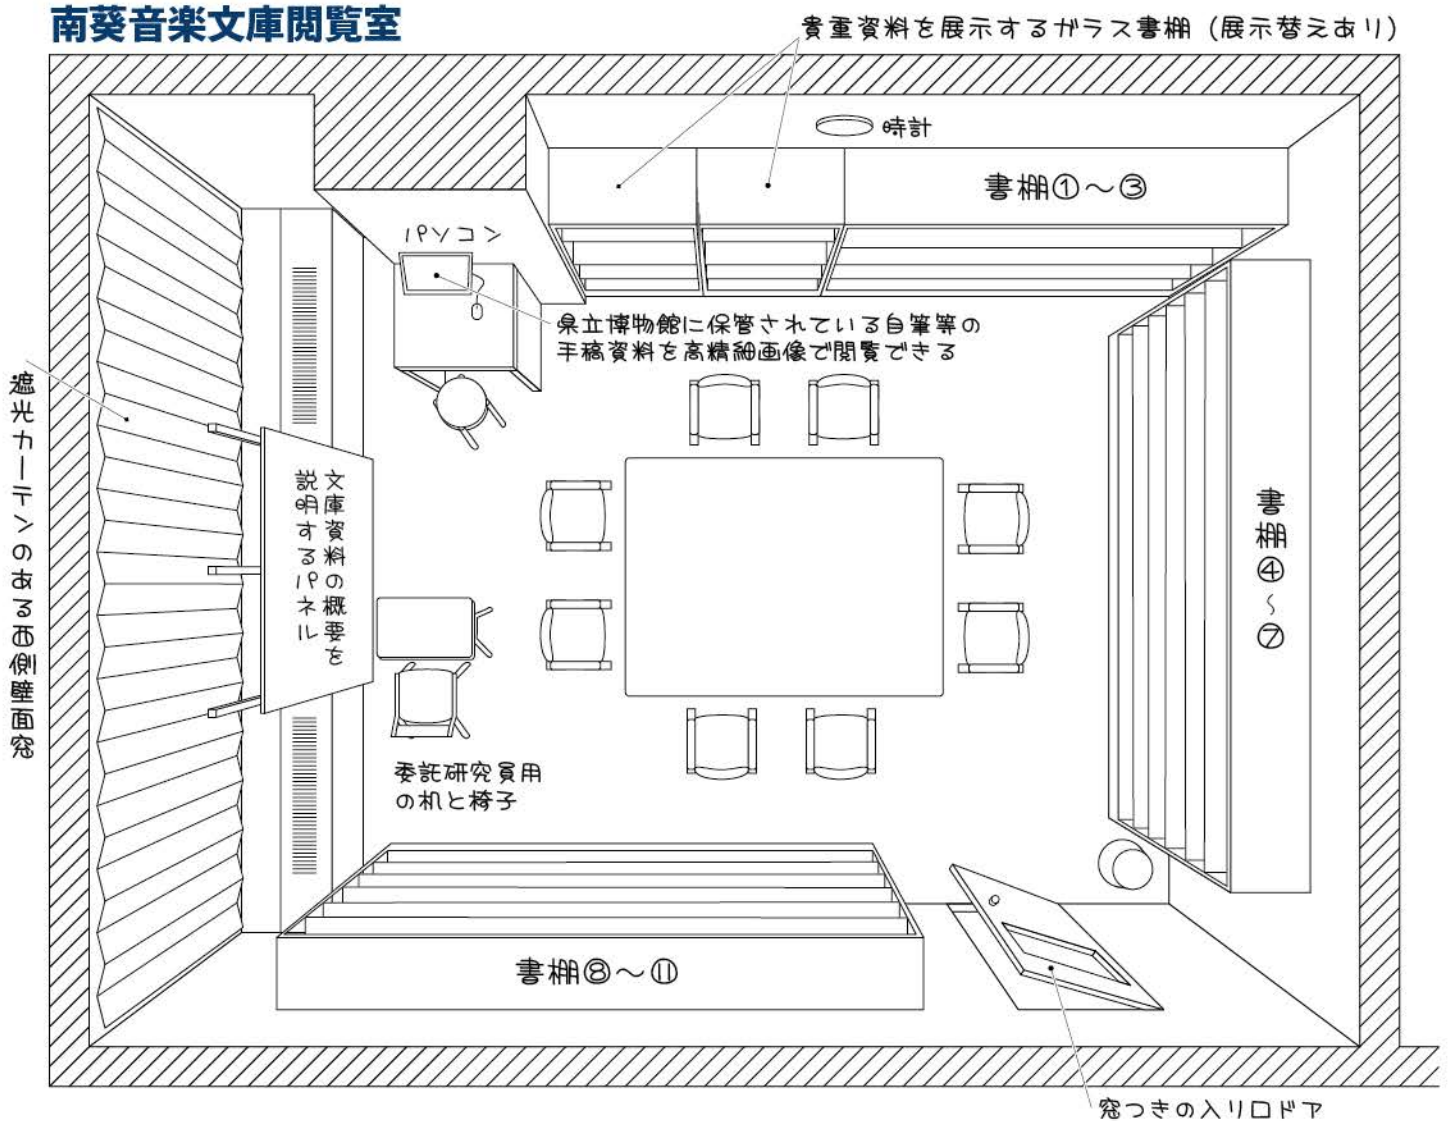 南葵音楽文庫閲覧室
貴重資料を展示するガラス書棚（展示替えあり）
時計
書棚①～③
パソコン
県立博物館に保管されている自筆等の
手稿資料を高精細画像で閲覧できる
遮光カーテンのある西側壁面窓
文庫資料の概要を
説明するパネル
書棚④～⑦
委託研究員用
の机と椅子
書棚⑧～⑪
窓つきの入り口ドア